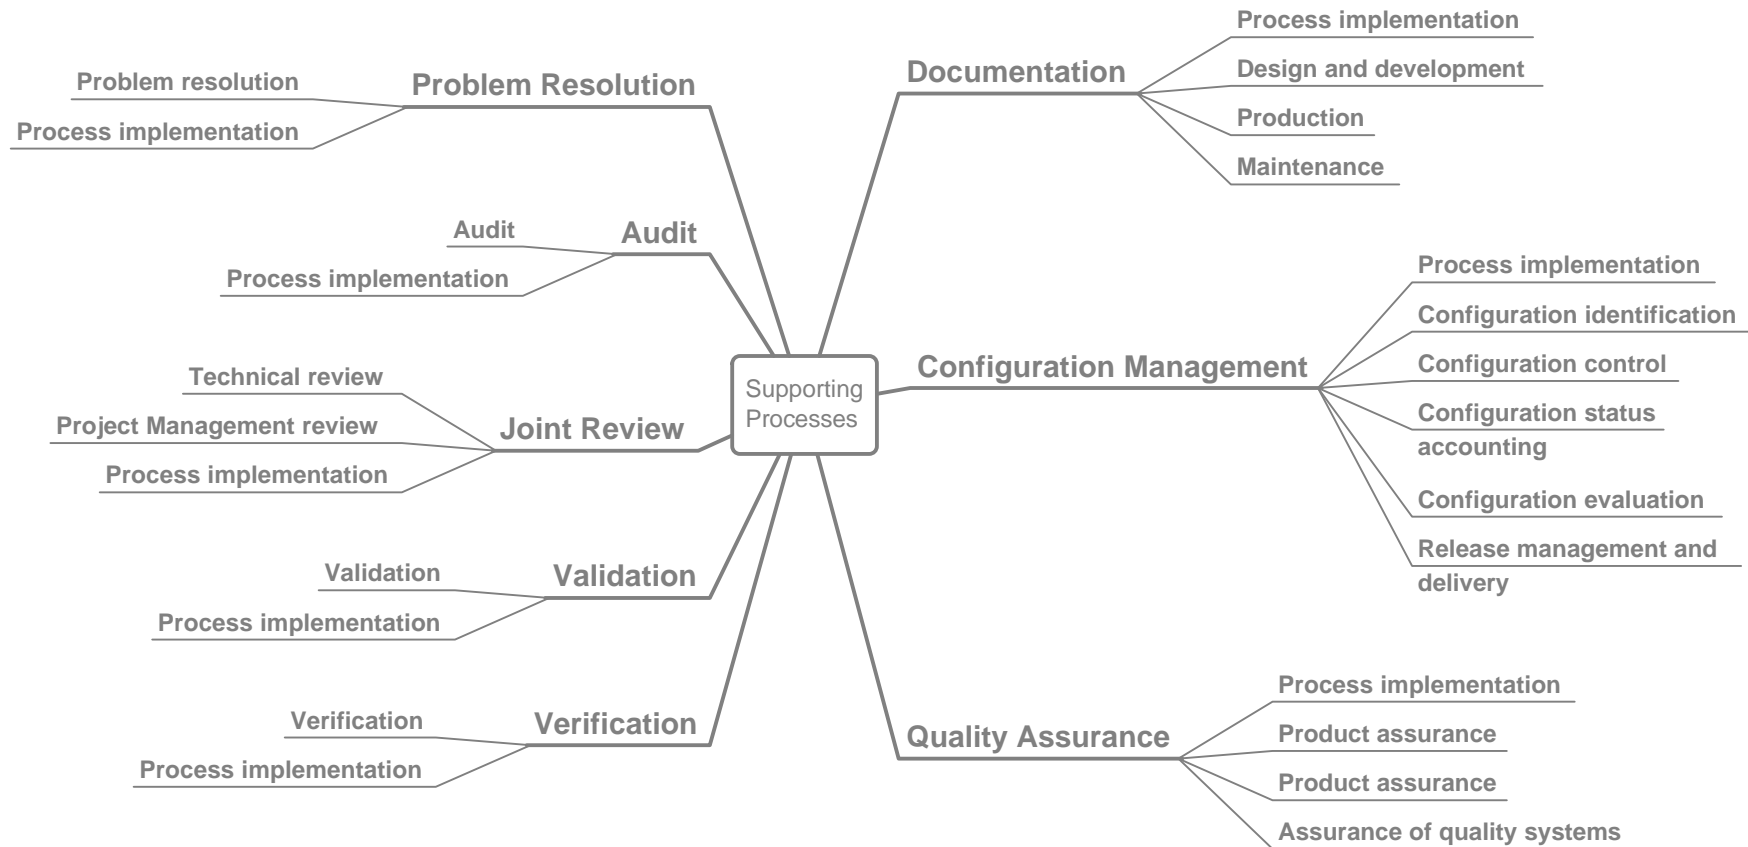 Supporting
Processes
Documentation
Process implementation
Design and development
Production
Maintenance
Configuration Management
Process implementation
Configuration identification
Configuration control
Configuration status
accounting
Configuration evaluation
Release management and
delivery
Quality Assurance
Process implementation
Product assurance
Product assurance
Assurance of quality systems
Problem Resolution
Problem resolution
Process implementation
Audit
Audit
Process implementation
Joint Review
Technical review
Project Management review
Process implementation
Validation
Validation
Process implementation
Verification
Verification
Process implementation